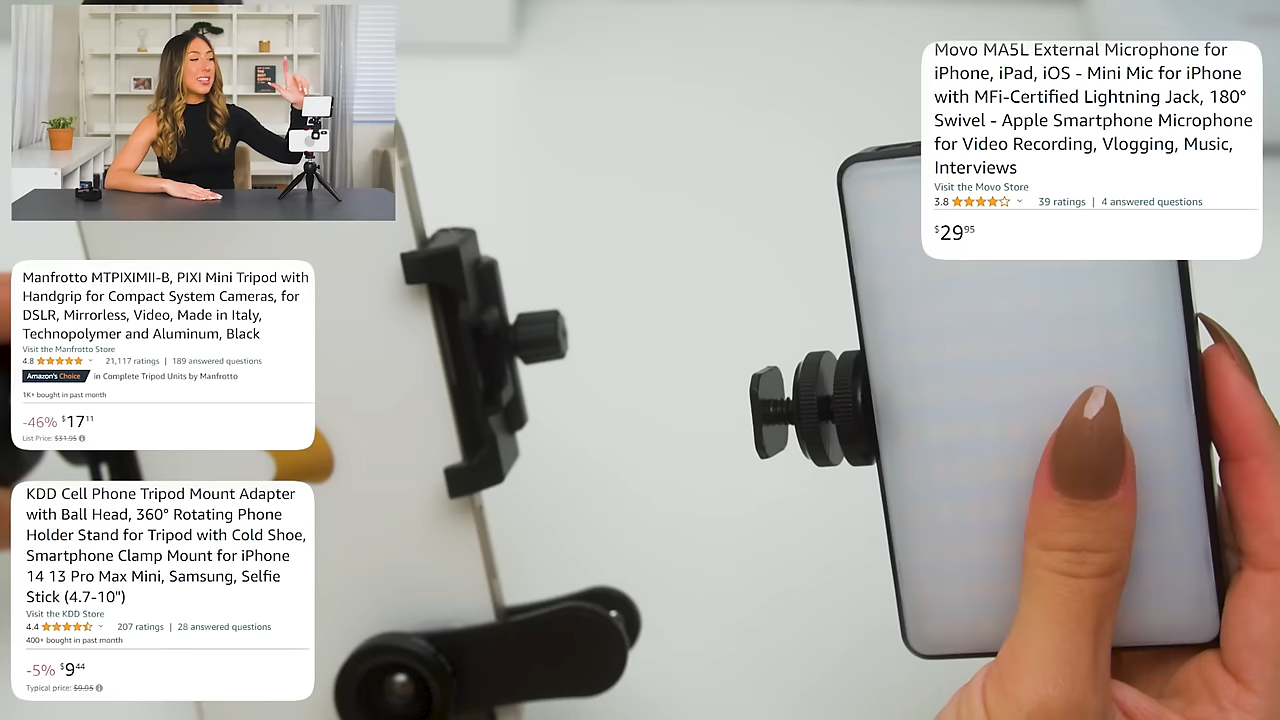 Movo MA5L External Microphone for
iPhone, iPad, iOS - Mini Mic for iPhone
with MFi-Certified Lightning Jack, 180°
Swivel - Apple Smartphone Microphone
for Video Recording, Vlogging, Music,
Interviews
Visit the Movo Store
3.8 39 ratings | 4 answered questions
$29 95
Manfrotto MTPIXIMII-B, PIXI Mini Tripod with
Handgrip for Compact System Cameras, for
DSLR, Mirrorless, Video, Made in Italy,
Technopolymer and Aluminum, Black
Visit the Manfrotto Store
4.8 21,117 ratings | 189 answered questions
Amazon's Choice in Complete Tripod Units by Manfrotto
1K+ bought in past month
-46% $17 11
List Price: $31.95
KDD Cell Phone Tripod Mount Adapter
with Ball Head, 360° Rotating Phone
Holder Stand for Tripod with Cold Shoe,
Smartphone Clamp Mount for iPhone
14 13 Pro Max Mini, Samsung, Selfie
Stick (4.7-10")
Visit the KDD Store
4.4 207 ratings | 28 answered questions
400+ bought in past month
-5% $9 44
Typical price: $9.95